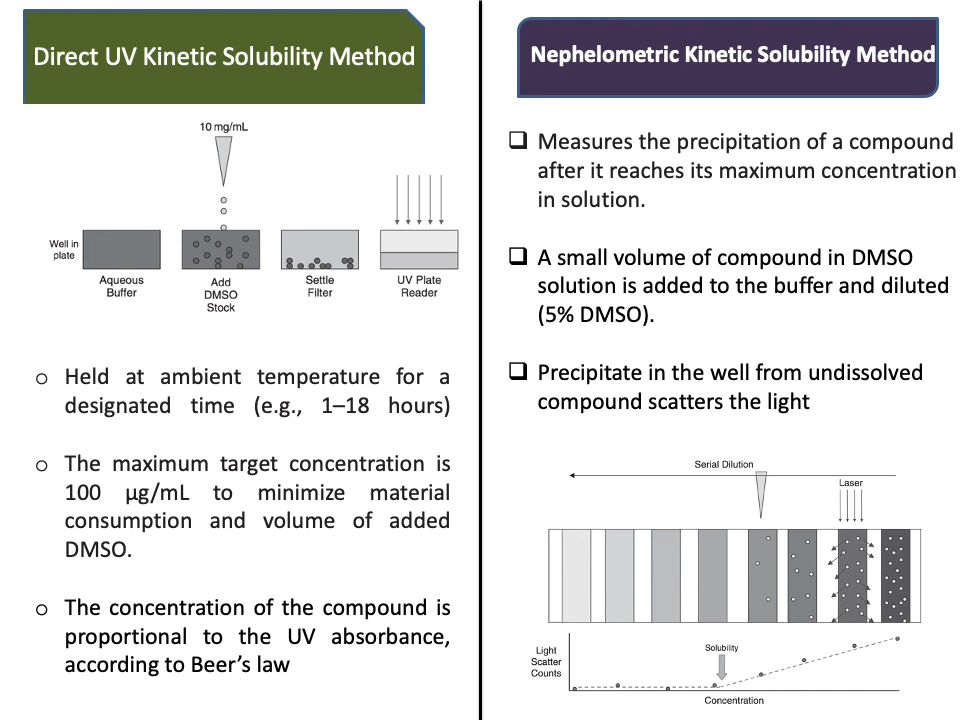 Direct UV Kinetic Solubility Method
10 mg/mL
Well in
plate
Aqueous
Buffer
Add
DMSO
Stock
Settle
Filter
UV Plate
Reader
o Held at ambient temperature for a
designated time (e.g., 1–18 hours)
o The maximum target concentration is
100 μg/mL to minimize material
consumption and volume of added
DMSO.
o The concentration of the compound is
proportional to the UV absorbance,
according to Beer’s law
Nephelometric Kinetic Solubility Method
❑ Measures the precipitation of a compound
after it reaches its maximum concentration
in solution.
❑ A small volume of compound in DMSO
solution is added to the buffer and diluted
(5% DMSO).
❑ Precipitate in the well from undissolved
compound scatters the light
Serial Dilution
Laser
Light
Scatter
Counts
Solubility
Concentration